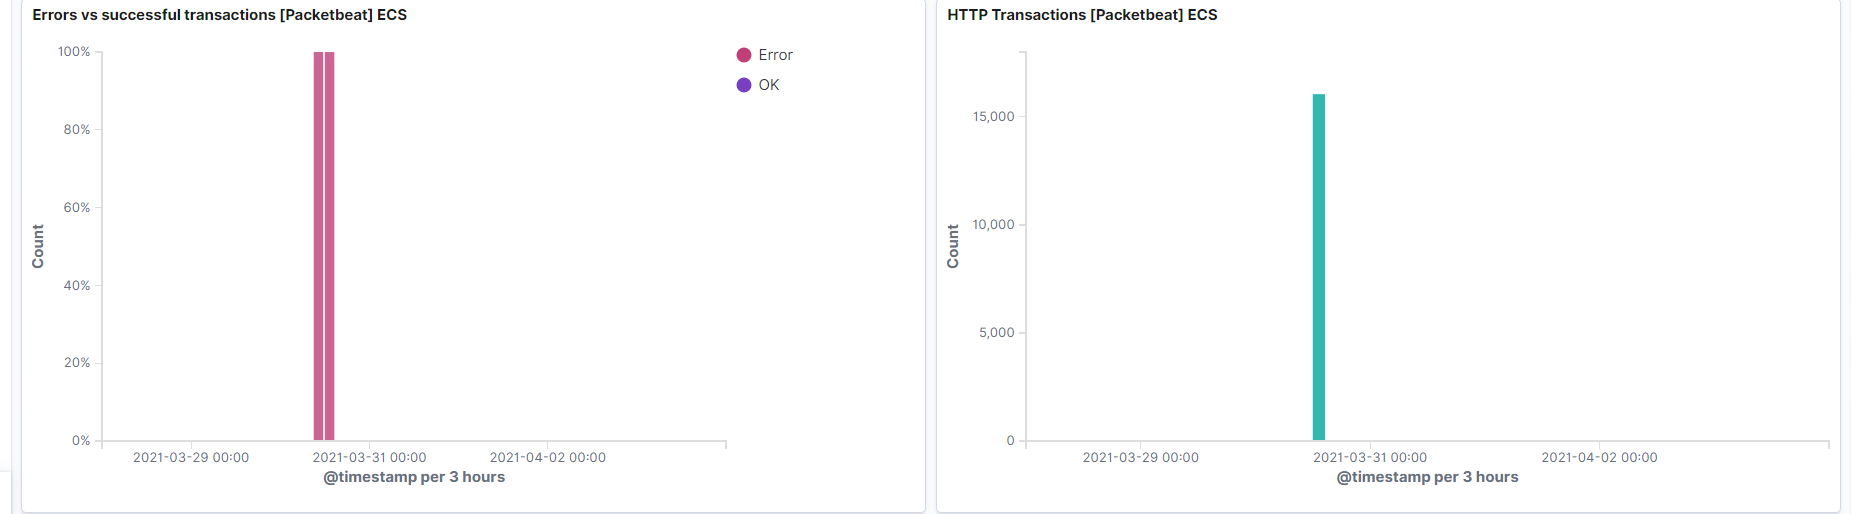 Errors vs successful transactions [Packetbeat] ECS
100%
80%
60%
40%
20%
0%
Count
2021-03-29 00:00
2021-03-31 00:00
2021-04-02 00:00
@timestamp per 3 hours
Error
OK
HTTP Transactions [Packetbeat] ECS
15,000
10,000
5,000
0
Count
2021-03-29 00:00
2021-03-31 00:00
2021-04-02 00:00
@timestamp per 3 hours